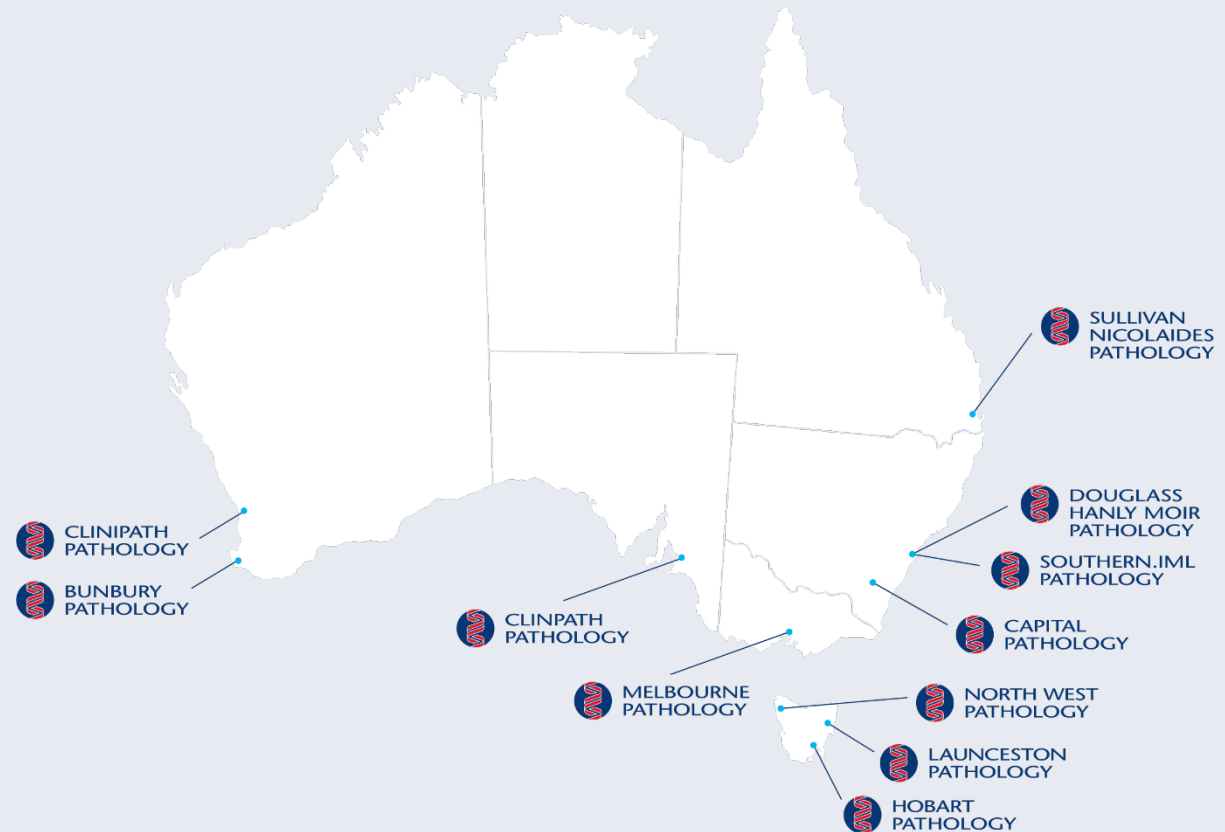 SULLIVAN
NICOLAIDES
PATHOLOGY
DOUGLASS
HANLY MOIR
PATHOLOGY
CLINIPATH
PATHOLOGY
SOUTHERN.IML
PATHOLOGY
BUNBURY
PATHOLOGY
CLINPATH
PATHOLOGY
CAPITAL
PATHOLOGY
MELBOURNE
PATHOLOGY
NORTH WEST
PATHOLOGY
LAUNCESTON
PATHOLOGY
HOBART
PATHOLOGY